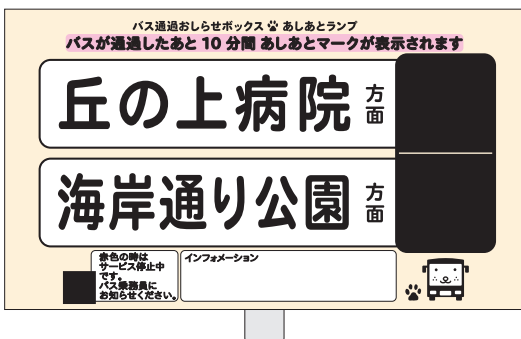 バス通過おしらせボックス🐾あしあとランプ
バスが通過したあと 10 分間 あしあとマークが表示されます
丘の上病院 方面
海岸通り公園 方面
赤色の時は
サービス停止中
です。
バス乗務員に
お知らせください。
インフォメーション